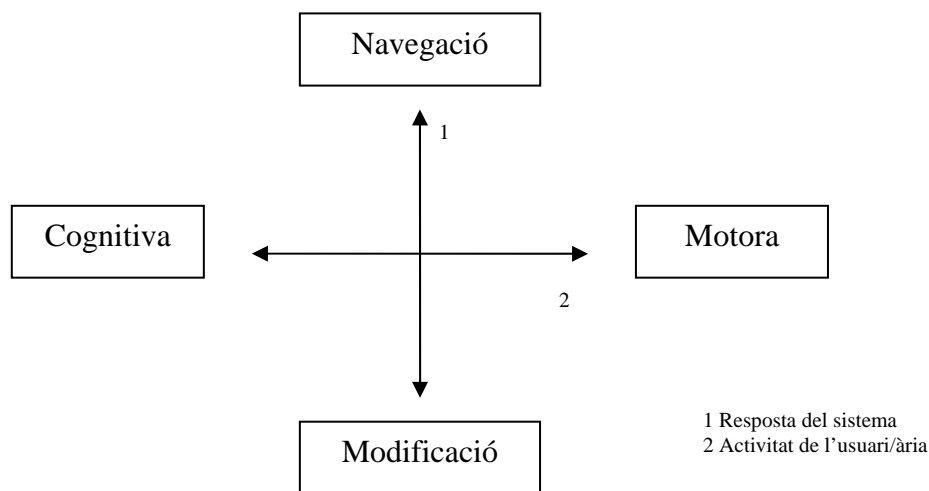 Navegació
1
Cognitiva
Motora
2
Modificació
1 Resposta del sistema
2 Activitat de l’usuari/ària